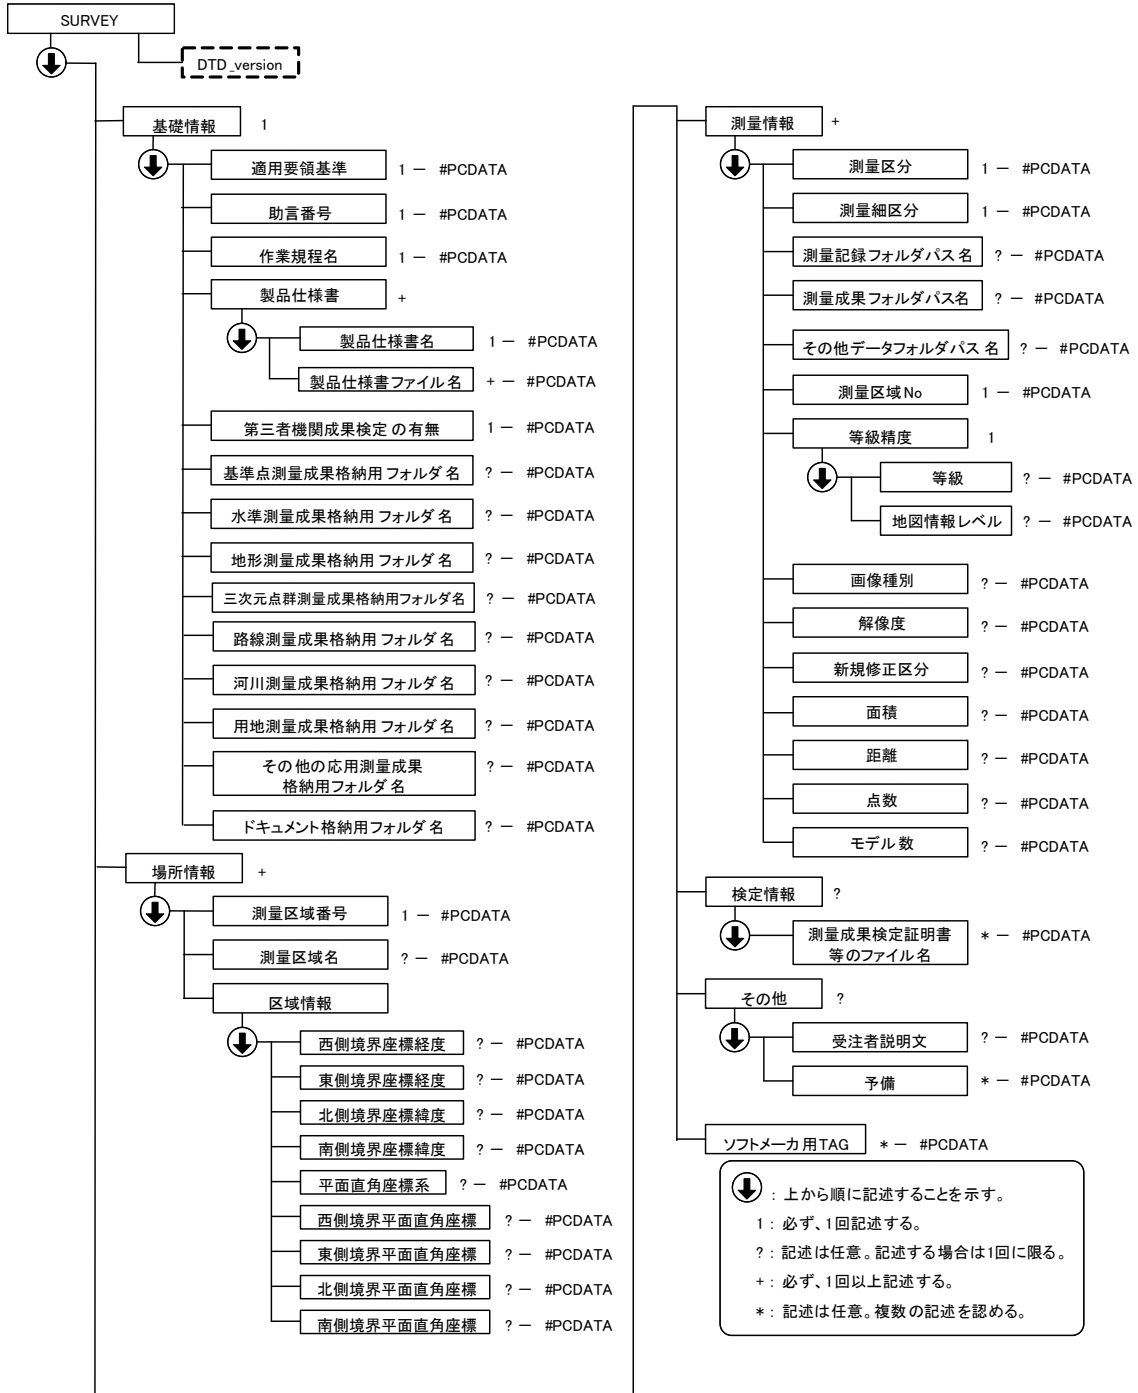 SURVEY
DTD_version
基礎情報 1
適用要領基準 1 － #PCDATA
助言番号 1 － #PCDATA
作業規程名 1 － #PCDATA
製品仕様書 +
製品仕様書名 1 － #PCDATA
製品仕様書ファイル名 + － #PCDATA
第三者機関成果検定の有無 1 － #PCDATA
基準点測量成果格納用フォルダ名 ? － #PCDATA
水準測量成果格納用フォルダ名 ? － #PCDATA
地形測量成果格納用フォルダ名 ? － #PCDATA
三次元点群測量成果格納用フォルダ名 ? － #PCDATA
路線測量成果格納用フォルダ名 ? － #PCDATA
河川測量成果格納用フォルダ名 ? － #PCDATA
用地測量成果格納用フォルダ名 ? － #PCDATA
その他の応用測量成果 ? － #PCDATA
格納用フォルダ名
ドキュメント格納用フォルダ名 ? － #PCDATA
場所情報 +
測量区域番号 1 － #PCDATA
測量区域名 ? － #PCDATA
区域情報
西側境界座標経度 ? － #PCDATA
東側境界座標経度 ? － #PCDATA
北側境界座標緯度 ? － #PCDATA
南側境界座標緯度 ? － #PCDATA
平面直角座標系 ? － #PCDATA
西側境界平面直角座標 ? － #PCDATA
東側境界平面直角座標 ? － #PCDATA
北側境界平面直角座標 ? － #PCDATA
南側境界平面直角座標 ? － #PCDATA
測量情報 +
測量区分 1 － #PCDATA
測量細区分 1 － #PCDATA
測量記録フォルダパス名 ? － #PCDATA
測量成果フォルダパス名 ? － #PCDATA
その他データフォルダパス名 ? － #PCDATA
測量区域No 1 － #PCDATA
等級精度 1
等級 ? － #PCDATA
地図情報レベル ? － #PCDATA
画像種別 ? － #PCDATA
解像度 ? － #PCDATA
新規修正区分 ? － #PCDATA
面積 ? － #PCDATA
距離 ? － #PCDATA
点数 ? － #PCDATA
モデル数 ? － #PCDATA
検定情報 ?
測量成果検定証明書 * － #PCDATA
等のファイル名
その他 ?
受注者説明文 ? － #PCDATA
予備 * － #PCDATA
ソフトメーカ用TAG * － #PCDATA
：上から順に記述することを示す。
1：必ず、1回記述する。
?：記述は任意。記述する場合は1回に限る。
+：必ず、1回以上記述する。
*：記述は任意。複数の記述を認める。